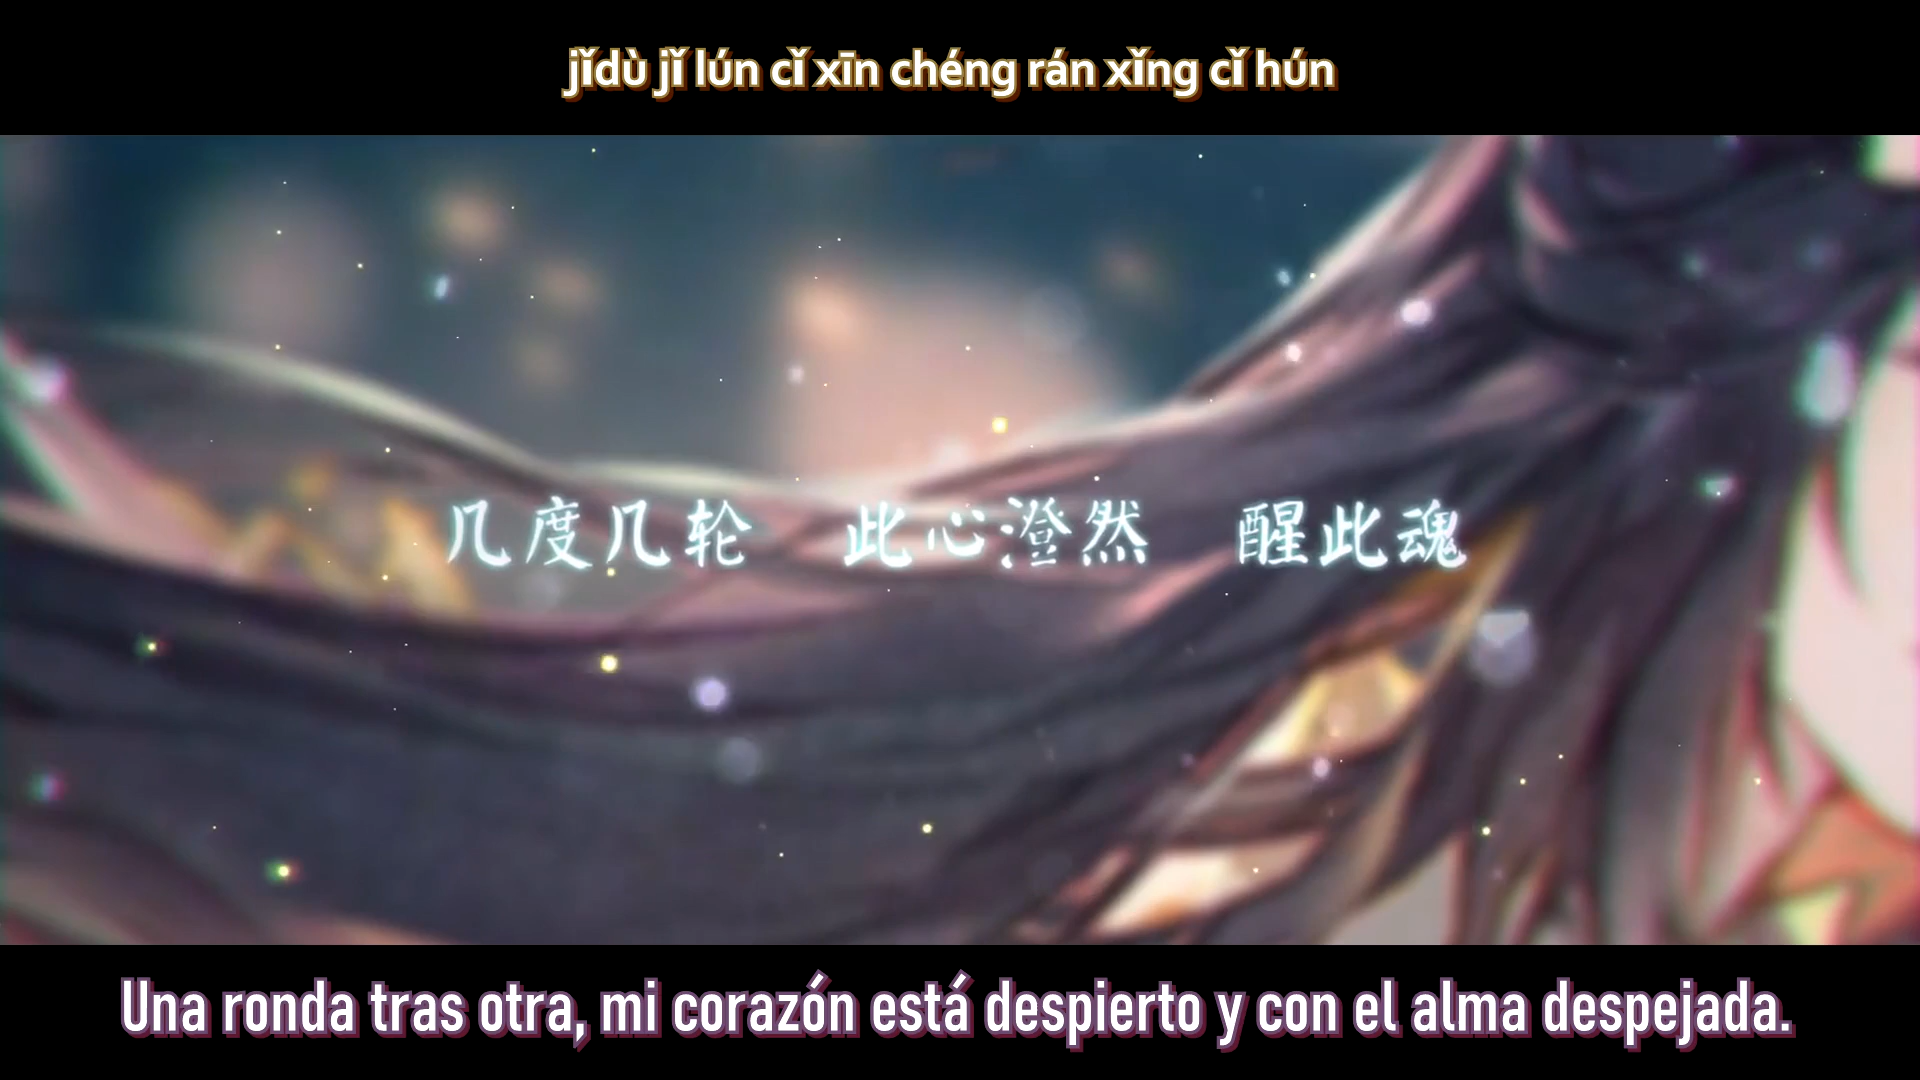 jǐdù jǐ lún cǐ xīn chéng rán xǐng cǐ hún
几度几轮 此心澄然 醒此魂
Una ronda tras otra, mi corazón está despierto y con el alma despejada.